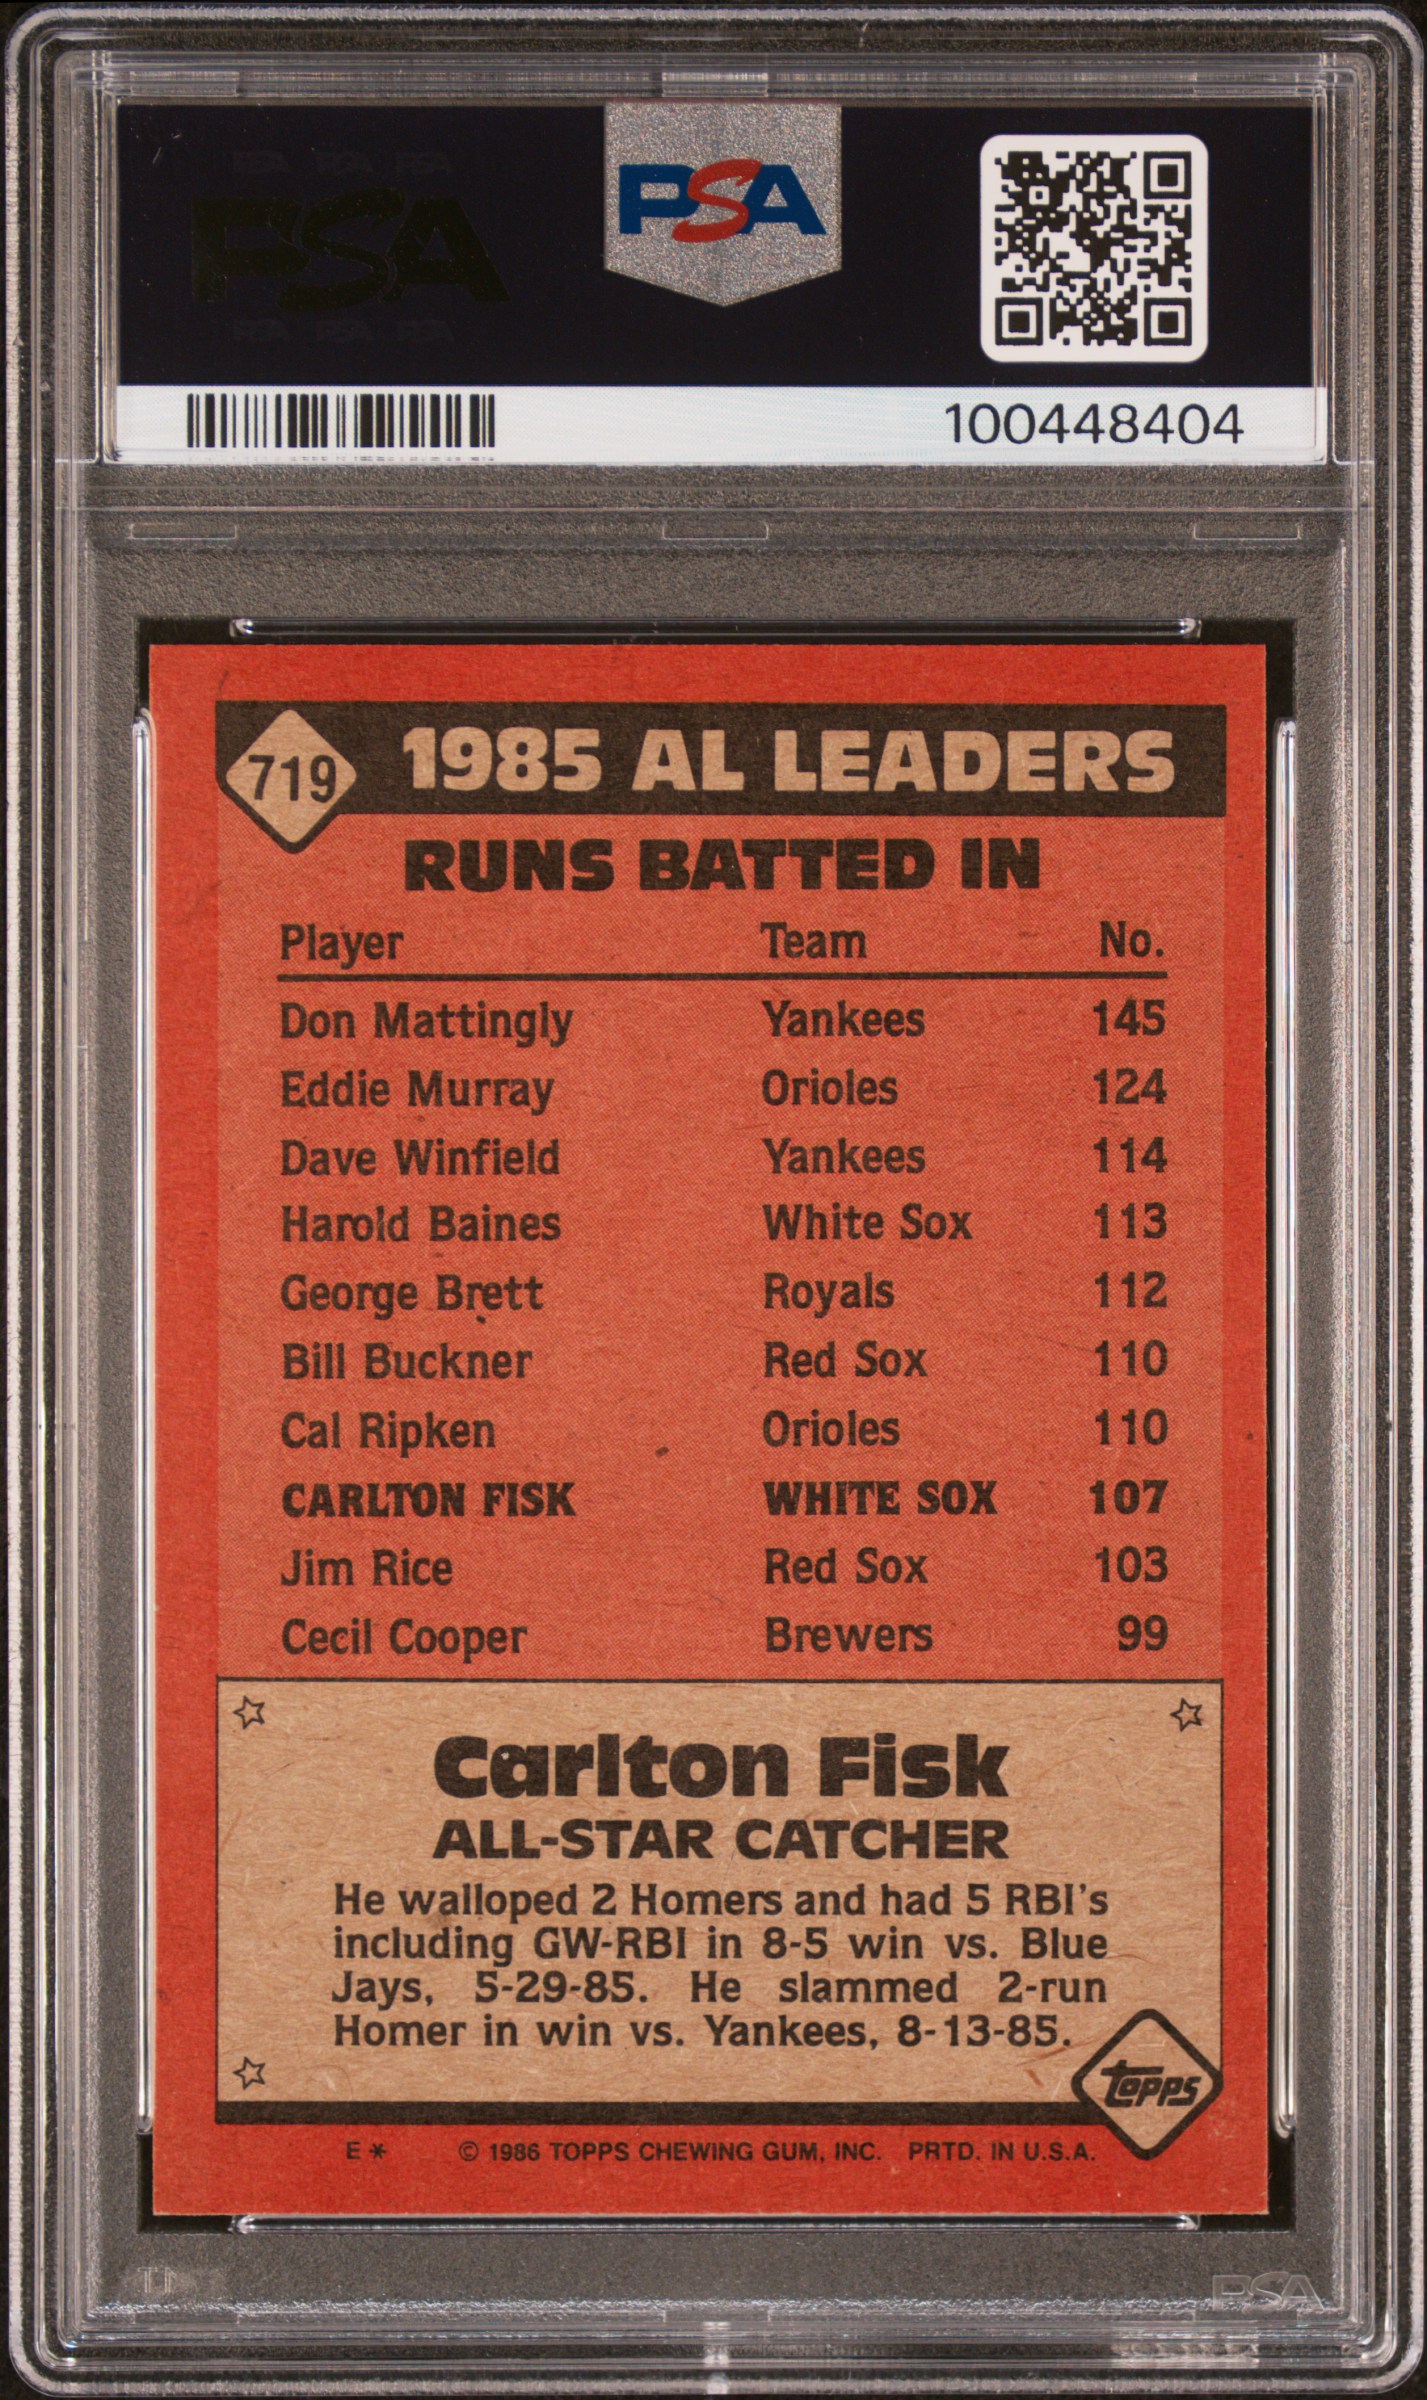 PSA
PSA
100448404
719
1985 AL LEADERS
RUNS BATTED IN
Player Team No.
Don Mattingly Yankees 145
Eddie Murray Orioles 124
Dave Winfield Yankees 114
Harold Baines White Sox 113
George Brett Royals 112
Bill Buckner Red Sox 110
Cal Ripken Orioles 110
CARLTON FISK WHITE SOX 107
Jim Rice Red Sox 103
Cecil Cooper Brewers 99
Carlton Fisk
ALL-STAR CATCHER
He walloped 2 Homers and had 5 RBI's
including GW-RBI in 8-5 win vs. Blue
Jays, 5-29-85. He slammed 2-run
Homer in win vs. Yankees, 8-13-85.
topps
E * © 1986 TOPPS CHEWING GUM, INC. PRTD. IN U.S.A.
PSA